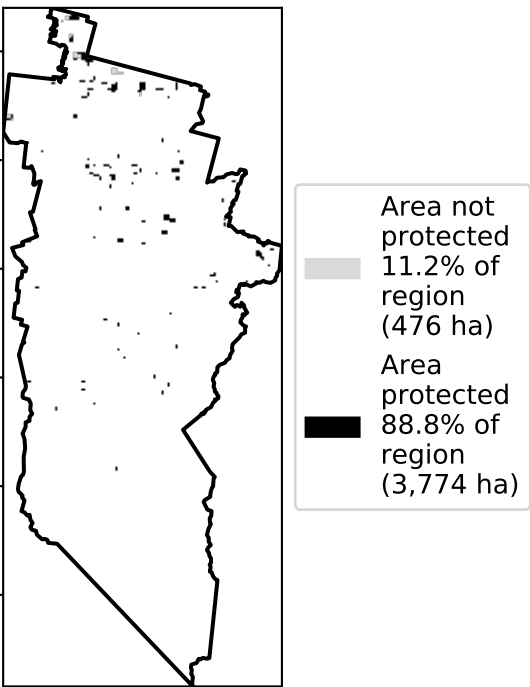 Area not
protected
11.2% of
region
(476 ha)
Area
protected
88.8% of
region
(3,774 ha)